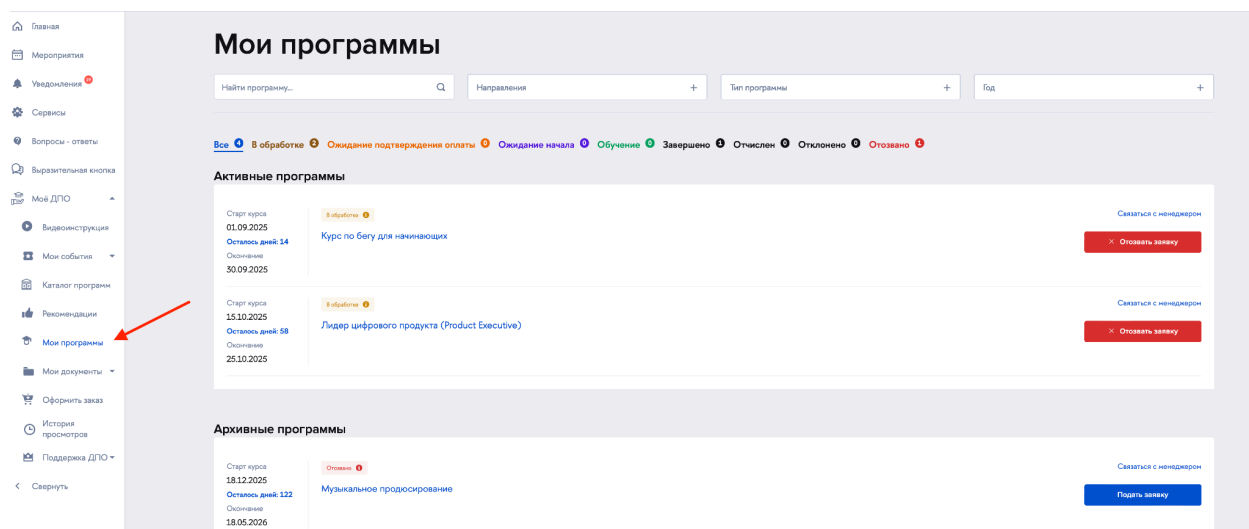 Главная
Мероприятия
Уведомления
Сервисы
Вопросы - ответы
Выразительная кнопка
Моё ДПО
Видеоинструкция
Мои события
Каталог программ
Рекомендации
Мои программы
Мои документы
Оформить заказ
История
просмотров
Поддержка ДПО
Свернуть
Мои программы
Найти программу...
Направления +
Тип программы +
Год +
Все 4 В обработке 2 Ожидание подтверждения оплаты 0 Ожидание начала 0 Обучение 0 Завершено 1 Отчислен 0 Отклонено 0 Отозвано 1
Активные программы
Старт курса
01.09.2025
Осталось дней: 14
Окончание
30.09.2025
В обработке
Курс по бегу для начинающих
Связаться с менеджером
× Отозвать заявку
Старт курса
15.10.2025
Осталось дней: 58
Окончание
25.10.2025
В обработке
Лидер цифрового продукта (Product Executive)
Связаться с менеджером
× Отозвать заявку
Архивные программы
Старт курса
18.12.2025
Осталось дней: 122
Окончание
18.05.2026
Отозвано
Музыкальное продюсирование
Связаться с менеджером
Подать заявку